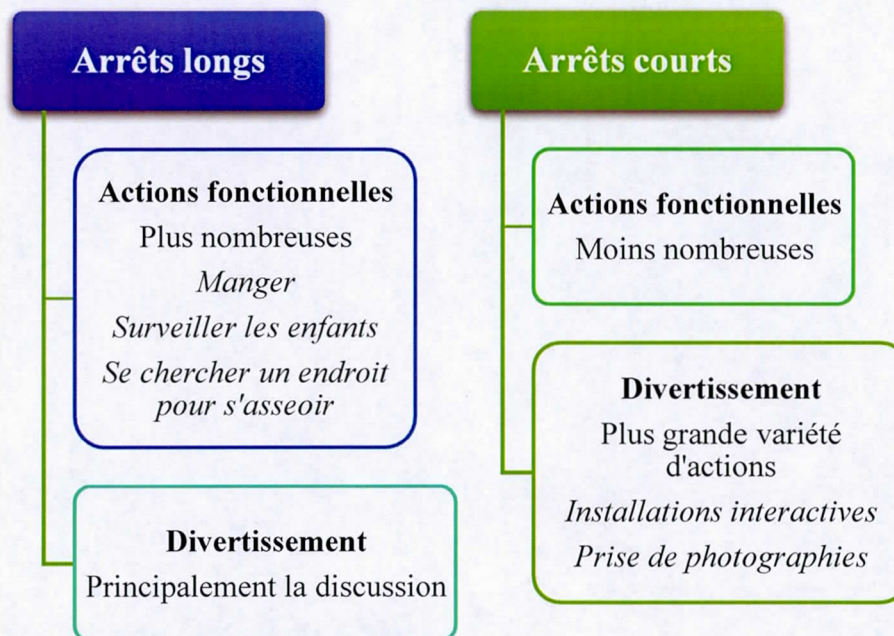 Arrêts longs
Actions fonctionnelles
Plus nombreuses
Manger
Surveiller les enfants
Se chercher un endroit
pour s'asseoir
Divertissement
Principalement la discussion
Arrêts courts
Actions fonctionnelles
Moins nombreuses
Divertissement
Plus grande variété
d'actions
Installations interactives
Prise de photographies